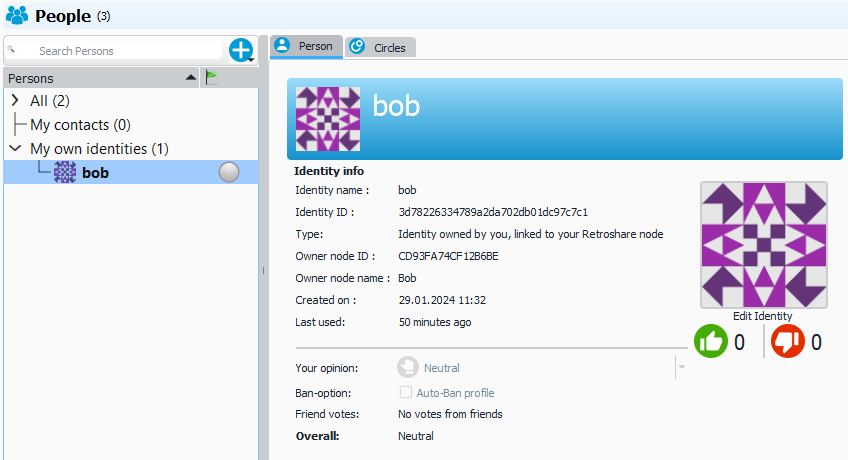 People (3)
Search Persons
Person
Circles
Persons
All (2)
My contacts (0)
My own identities (1)
bob
bob
Identity info
Identity name : bob
Identity ID : 3d78226334789a2da702db01dc97c7c1
Type: Identity owned by you, linked to your Retroshare node
Owner node ID : CD93FA74CF12B6BE
Owner node name : Bob
Created on : 29.01.2024 11:32
Last used: 50 minutes ago
Edit Identity
0 0
Your opinion: Neutral
Ban-option: Auto-Ban profile
Friend votes: No votes from friends
Overall: Neutral